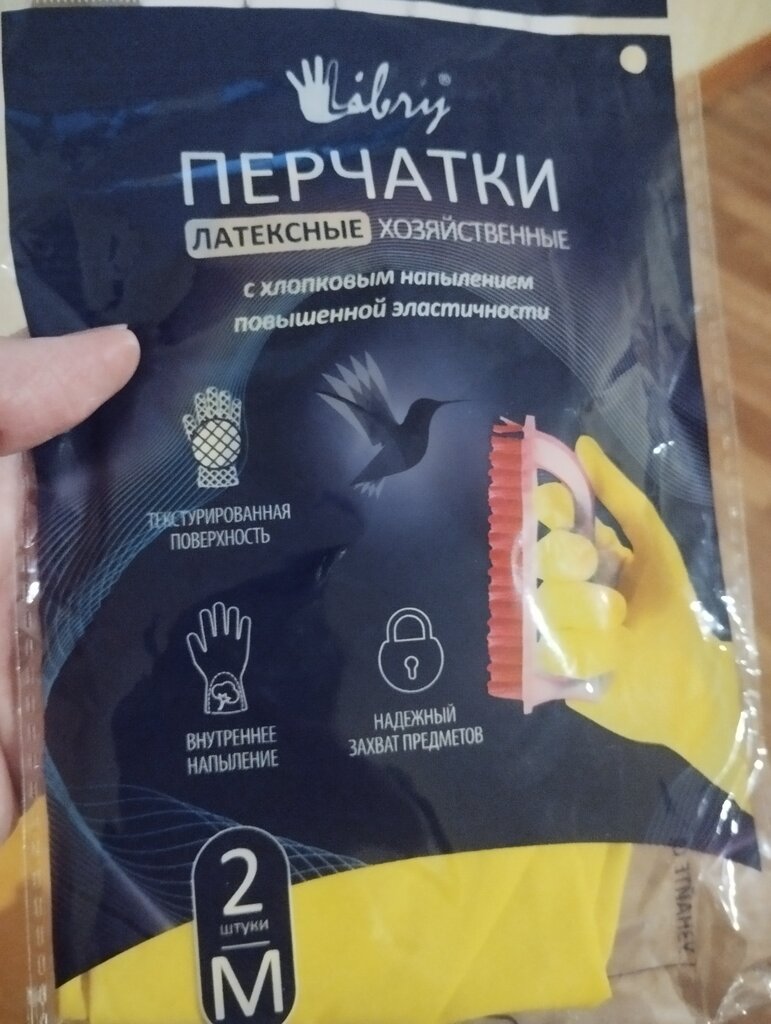 Libry®
ПЕРЧАТКИ
ЛАТЕКСНЫЕ ХОЗЯЙСТВЕННЫЕ
с хлопковым напылением
повышенной эластичности
ТЕКСТУРИРОВАННАЯ
ПОВЕРХНОСТЬ
ВНУТРЕННЕЕ
НАПЫЛЕНИЕ
НАДЕЖНЫЙ
ЗАХВАТ ПРЕДМЕТОВ
2
штуки
M